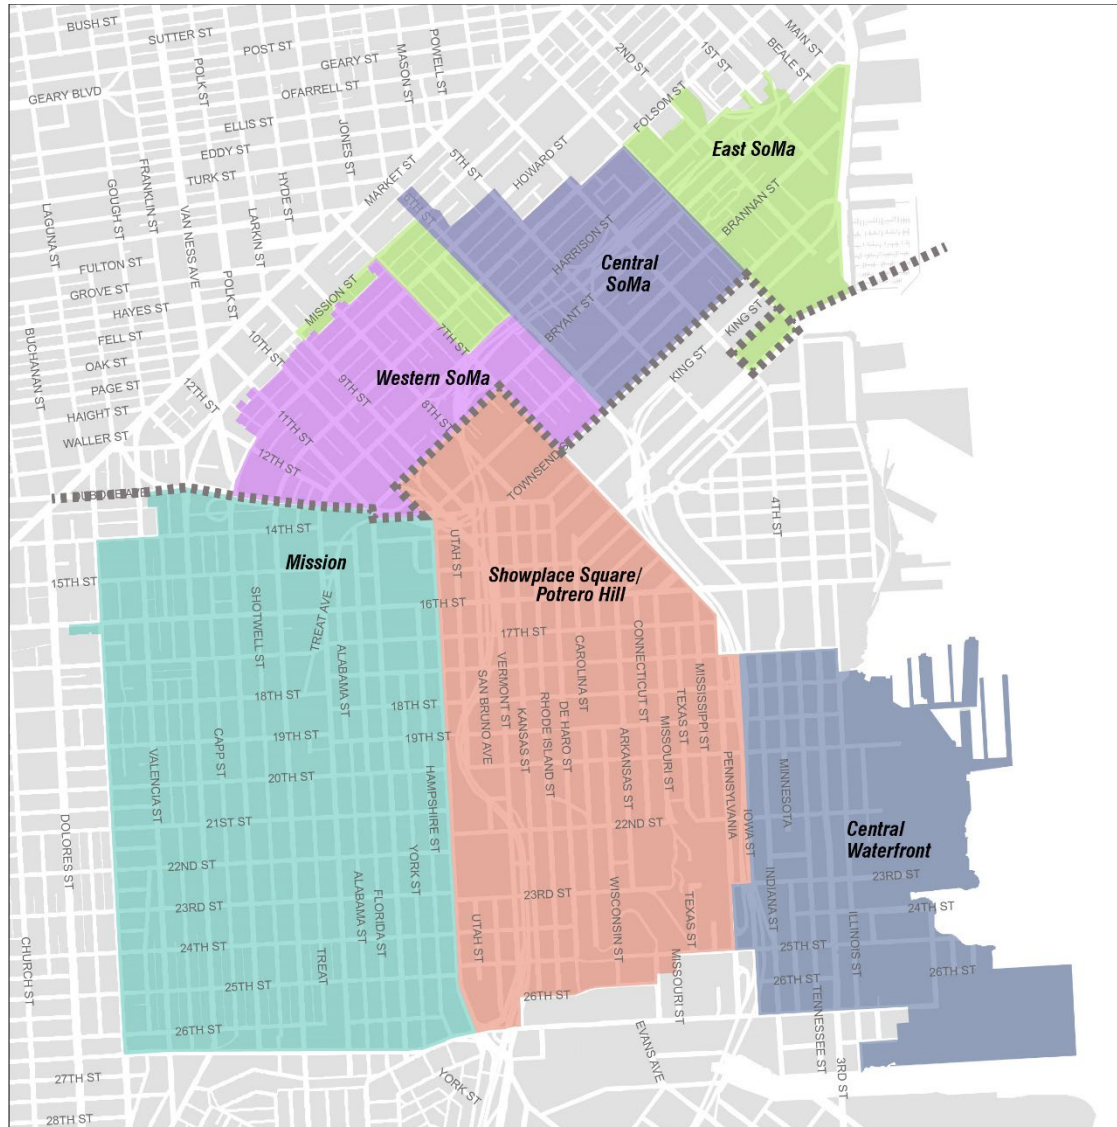 BUSH ST
SUTTER ST
POST ST
GEARY ST
GEARY BLVD
OFARRELL ST
ELLIS ST
EDDY ST
TURK ST
POLK ST
MASON ST
POWELL ST
JONES ST
HYDE ST
LARKIN ST
VAN NESS AVE
FRANKLIN ST
GOUGH ST
LAGUNA ST
BUCHANAN ST
FULTON ST
GROVE ST
HAYES ST
FELL ST
OAK ST
PAGE ST
HAIGHT ST
WALLER ST
POLK ST
MARKET ST
5TH ST
HOWARD ST
FOLSOM ST
2ND ST
1ST ST
BEALE ST
MAIN ST
East SoMa
BRANNAN ST
HARRISON ST
Central
SoMa
BRYANT ST
KING ST
KING ST
MISSION ST
7TH ST
10TH ST
12TH ST
Western SoMa
9TH ST
8TH ST
11TH ST
12TH ST
TOWNSEND ST
4TH ST
14TH ST
Mission
15TH ST
UTAH ST
Showplace Square/
Potrero Hill
16TH ST
17TH ST
SHOTWELL ST
TREAT AVE
ALABAMA ST
18TH ST
18TH ST
19TH ST
19TH ST
20TH ST
21ST ST
22ND ST
22ND ST
23RD ST
23RD ST
23RD ST
24TH ST
24TH ST
25TH ST
25TH ST
26TH ST
26TH ST
26TH ST
26TH ST
27TH ST
28TH ST
VALENCIA ST
CAPP ST
DOLORES ST
CHURCH ST
TREAT
ALABAMA ST
FLORIDA ST
YORK ST
HAMPSHIRE ST
UTAH ST
SAN BRUNO AVE
VERMONT ST
KANSAS ST
RHODE ISLAND ST
DE HARO ST
CAROLINA ST
ARKANSAS ST
CONNECTICUT ST
MISSOURI ST
TEXAS ST
MISSISSIPPI ST
PENNSYLVANIA
IOWA ST
MINNESOTA
INDIANA ST
Central
Waterfront
ILLINOIS ST
WISCONSIN ST
TEXAS ST
MISSOURI ST
TENNESSEE ST
3RD ST
EVANS AVE
YORK ST